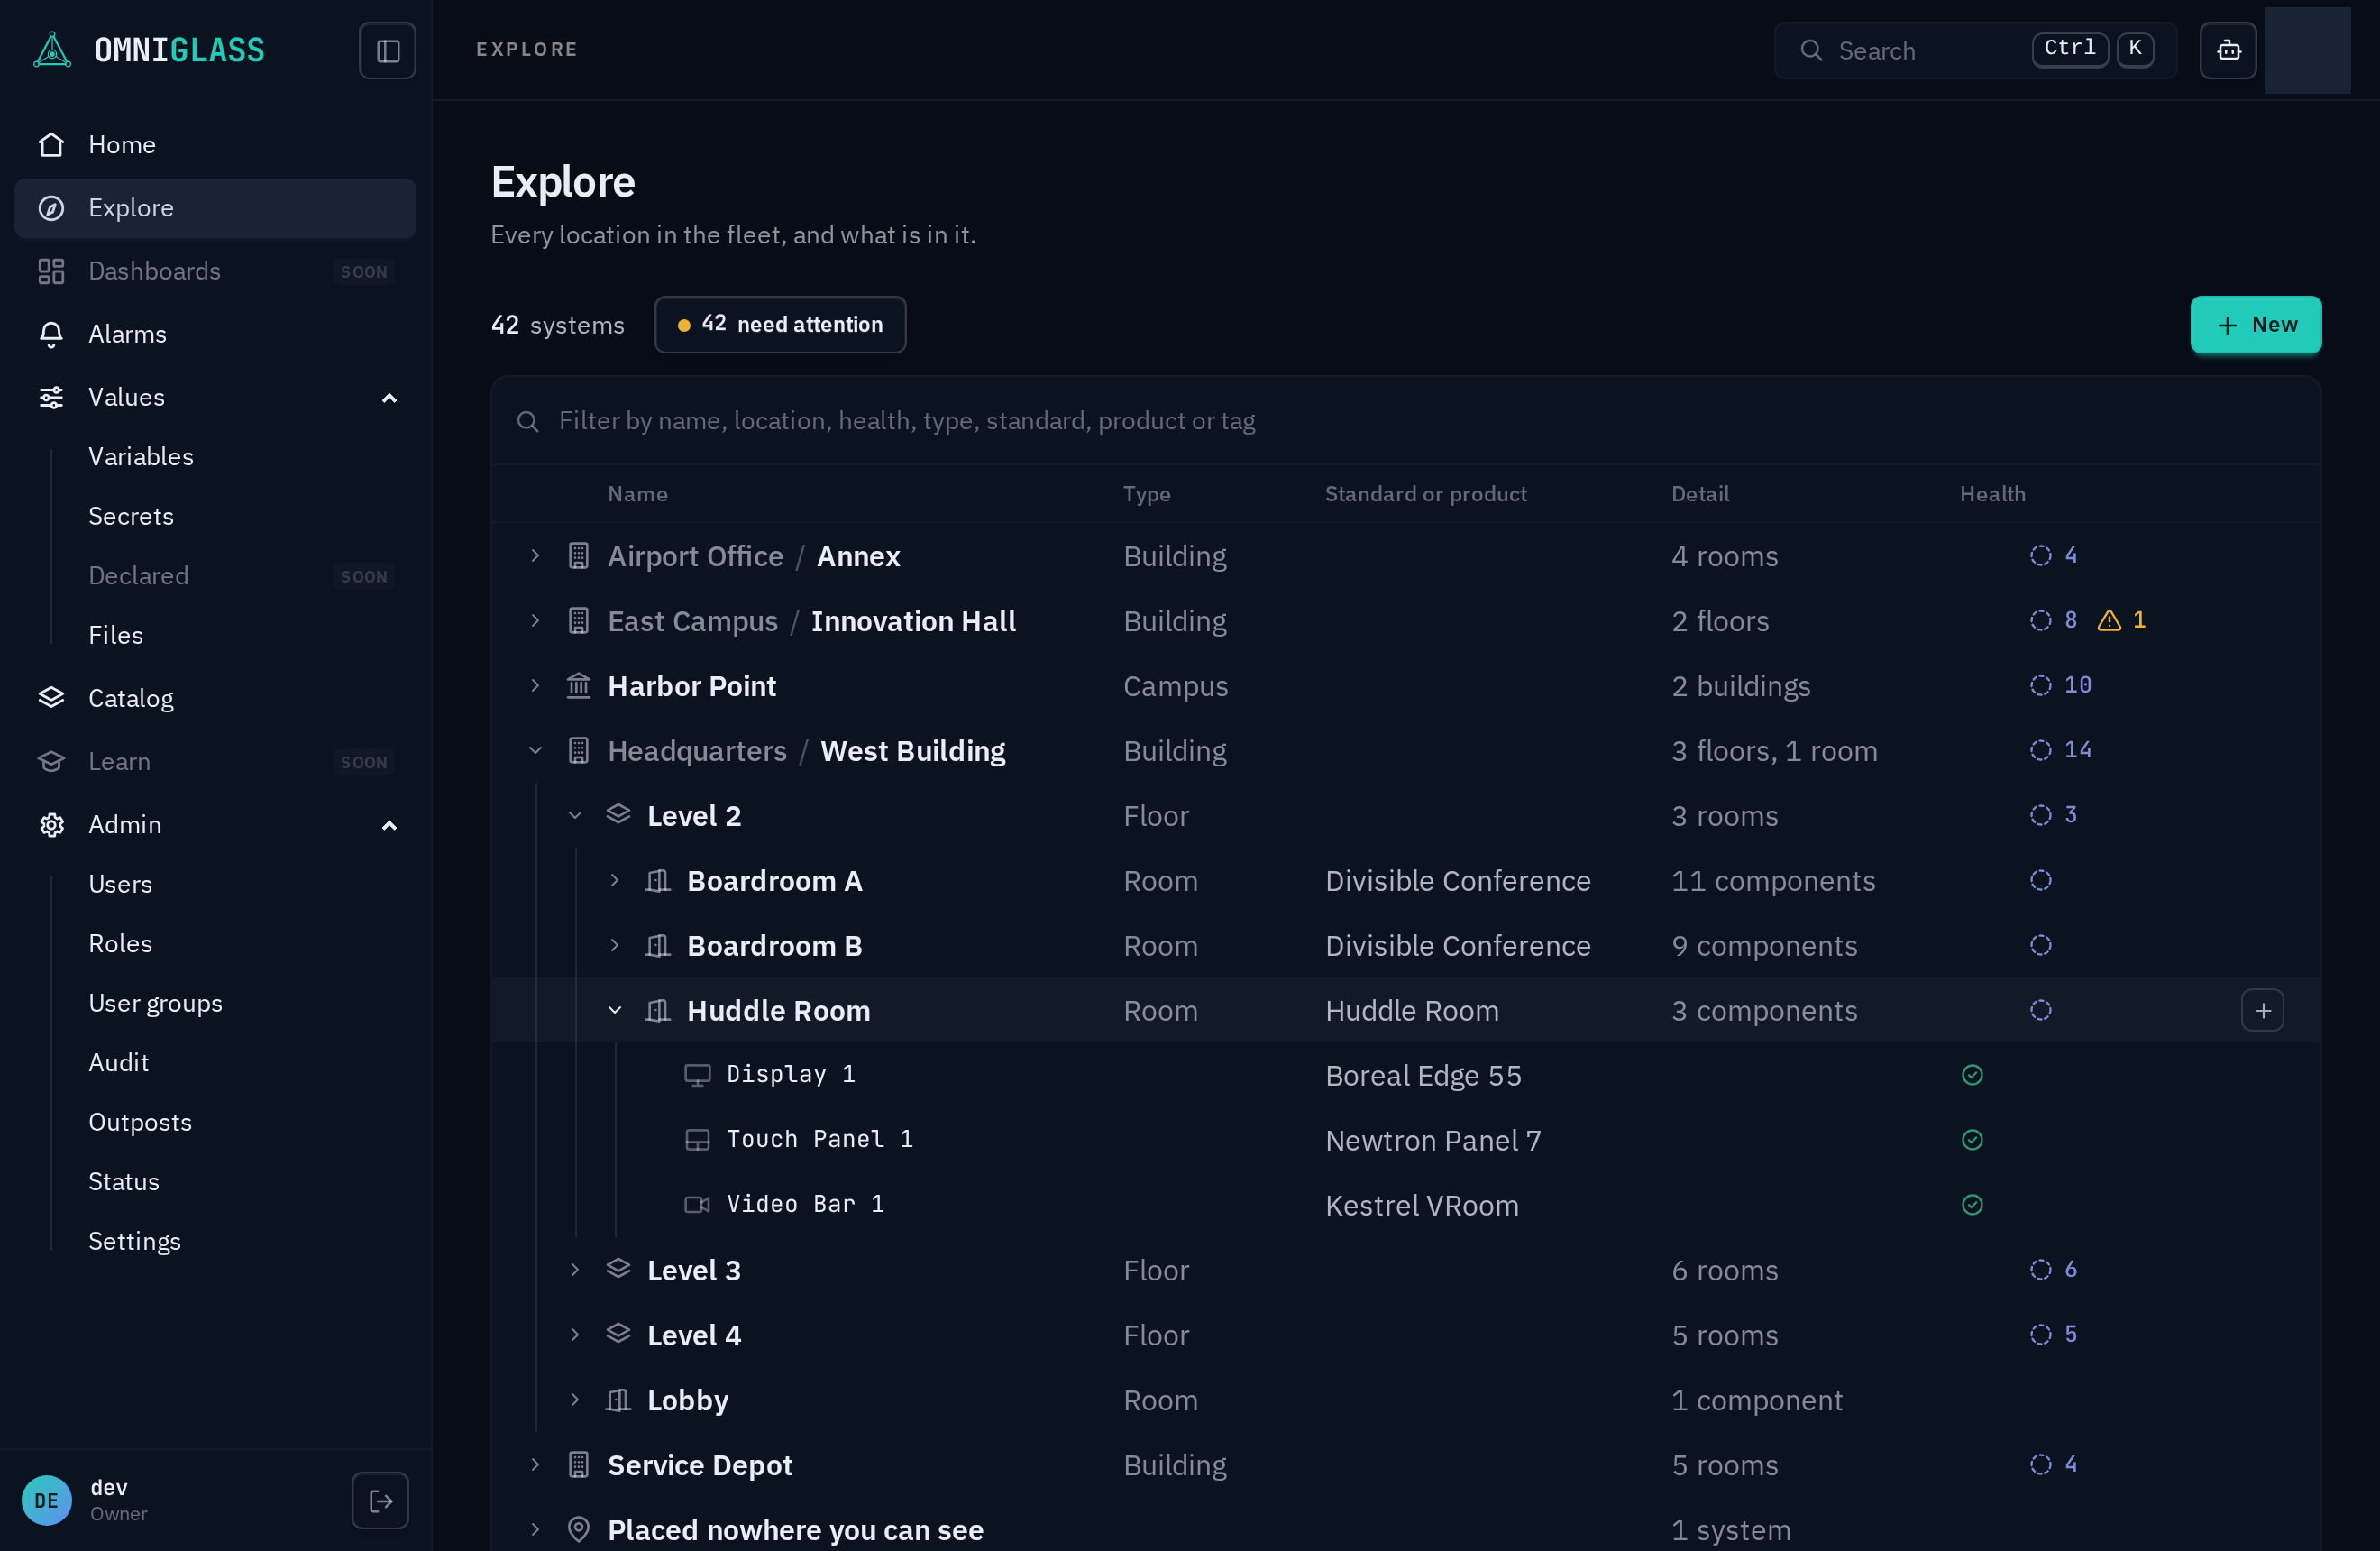 OMNIGLASS
EXPLORE
Search Ctrl K
Home
Explore
Dashboards SOON
Alarms
Values
Variables
Secrets
Declared SOON
Files
Catalog
Learn SOON
Admin
Users
Roles
User groups
Audit
Outposts
Status
Settings
DE dev
Owner
Explore
Every location in the fleet, and what is in it.
42 systems 42 need attention + New
Filter by name, location, health, type, standard, product or tag
Name Type Standard or product Detail Health
Airport Office / Annex Building 4 rooms 4
East Campus / Innovation Hall Building 2 floors 8 1
Harbor Point Campus 2 buildings 10
Headquarters / West Building Building 3 floors, 1 room 14
Level 2 Floor 3 rooms 3
Boardroom A Room Divisible Conference 11 components
Boardroom B Room Divisible Conference 9 components
Huddle Room Room Huddle Room 3 components
Display 1 Boreal Edge 55
Touch Panel 1 Newtron Panel 7
Video Bar 1 Kestrel VRoom
Level 3 Floor 6 rooms 6
Level 4 Floor 5 rooms 5
Lobby Room 1 component
Service Depot Building 5 rooms 4
Placed nowhere you can see 1 system